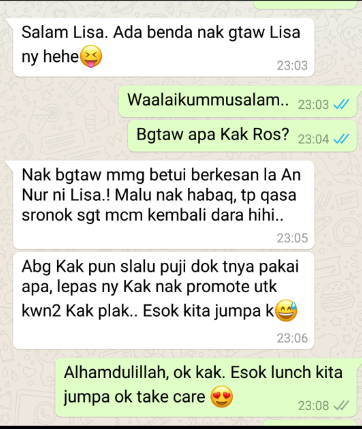 Salam Lisa. Ada benda nak gtaw Lisa
ny hehe😝
23:03
Waalaikummusalam.. 23:03
Bgtaw apa Kak Ros? 23:04
Nak bgtaw mmg betui berkesan la An
Nur ni Lisa.! Malu nak habaq, tp qasa
sronok sgt mcm kembali dara hihi..
23:05
Abg Kak pun slalu puji dok tnya pakai
apa, lepas ny Kak nak promote utk
kwn2 Kak plak.. Esok kita jumpa k😅
23:06
Alhamdulillah, ok kak. Esok lunch kita
jumpa ok take care 😍
23:08